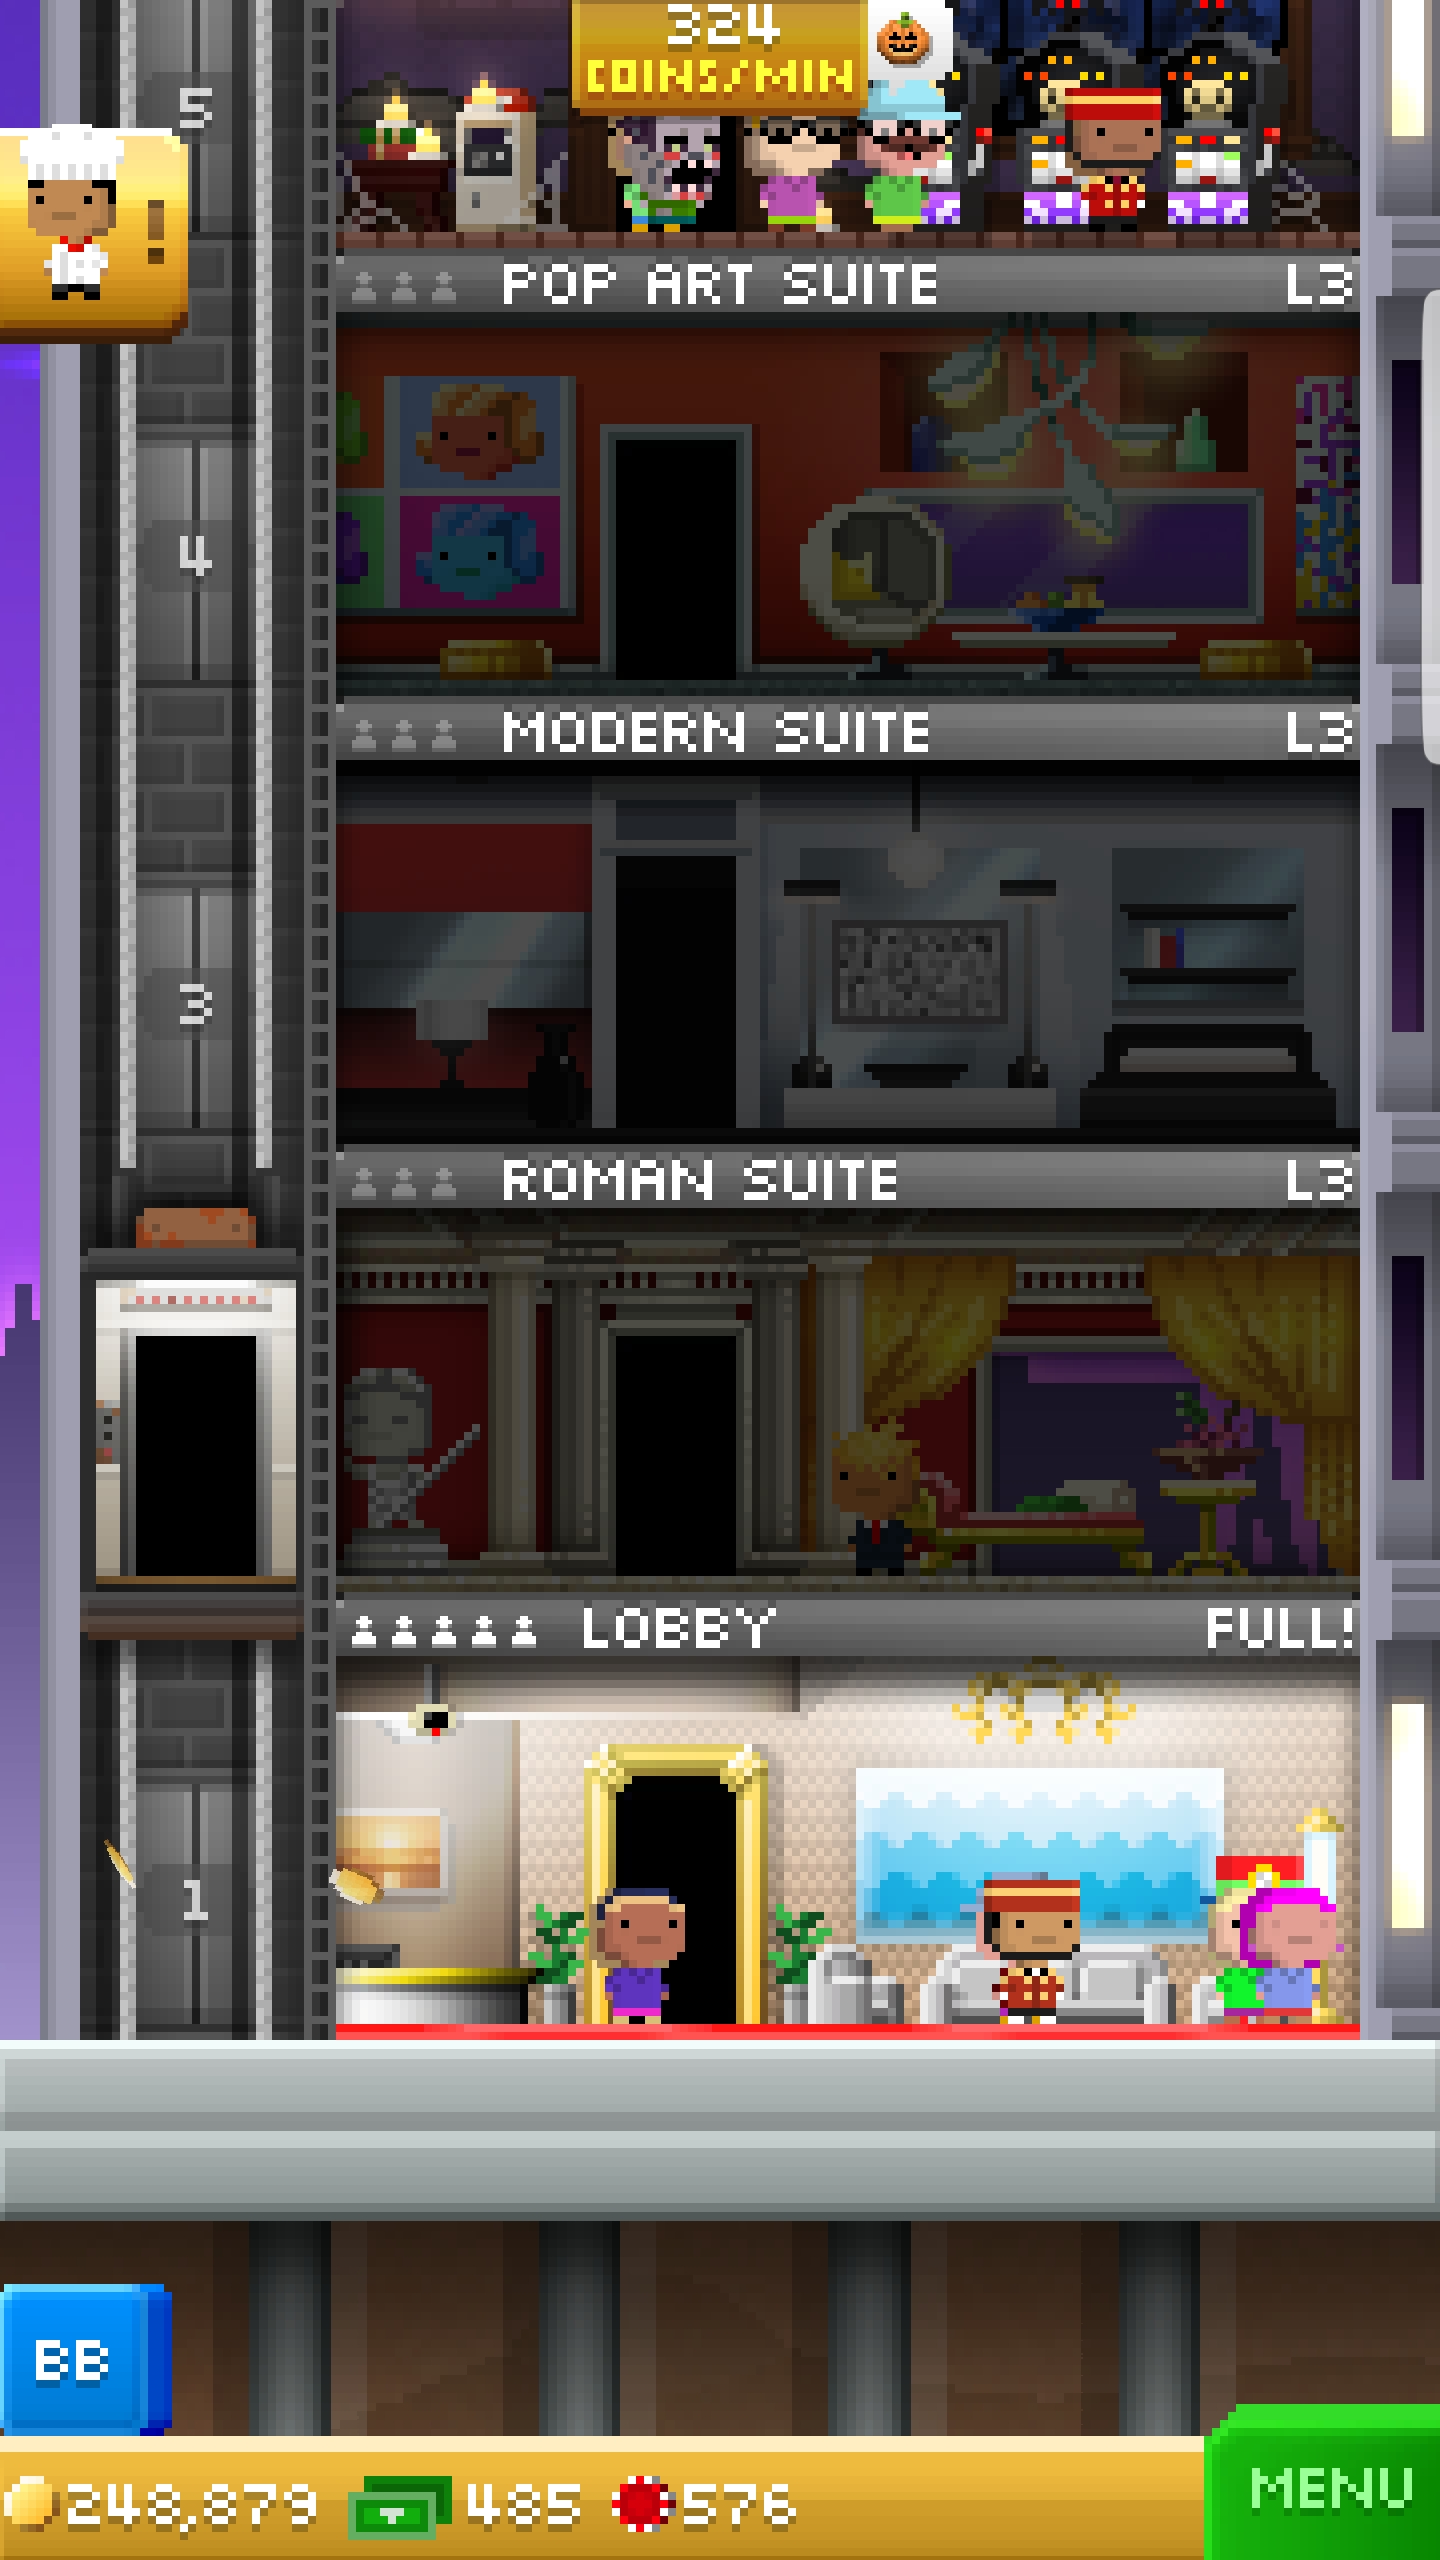 324
COINS/MIN
5
!
POP ART SUITE L3
4
MODERN SUITE L3
3
ROMAN SUITE L3
LOBBY FULL!
1
BB
248,879 485 576
MENU